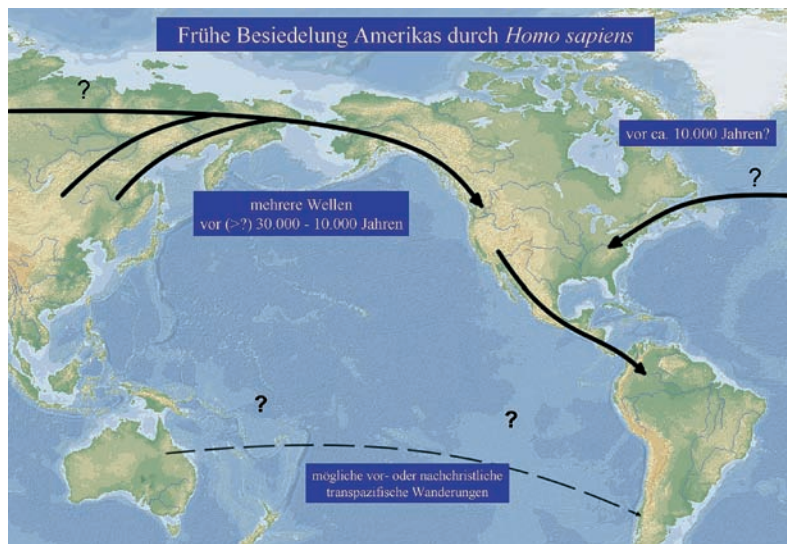 Frühe Besiedelung Amerikas durch Homo sapiens
?
vor ca. 10.000 Jahren?
?
mehrere Wellen
vor (>?) 30.000 - 10.000 Jahren
?
?
mögliche vor- oder nachchristliche
transpazifische Wanderungen